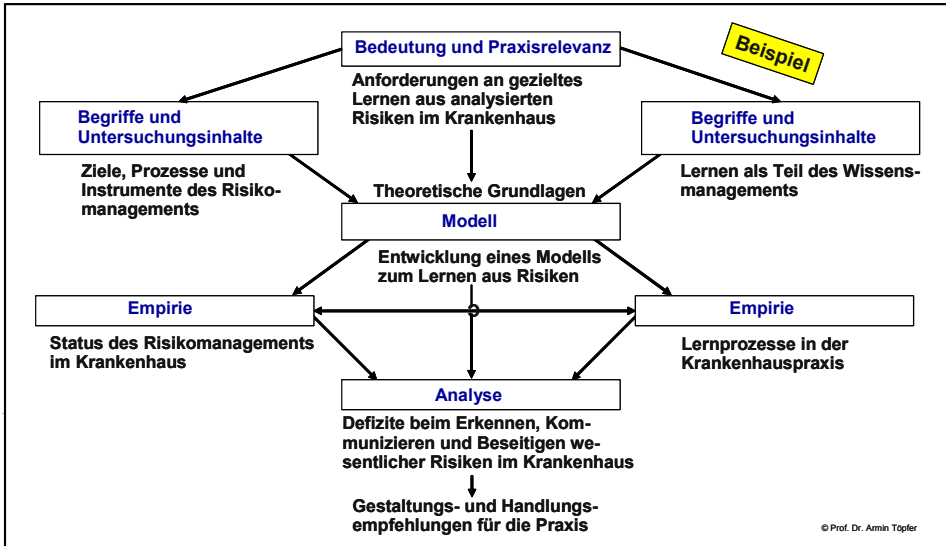 Bedeutung und Praxisrelevanz
Beispiel
Anforderungen an gezieltes
Lernen aus analysierten
Risiken im Krankenhaus
Begriffe und
Untersuchungsinhalte
Ziele, Prozesse und
Instrumente des Risiko-
managements
Begriffe und
Untersuchungsinhalte
Lernen als Teil des Wissens-
managements
Theoretische Grundlagen
Modell
Entwicklung eines Modells
zum Lernen aus Risiken
Empirie
Status des Risikomanagements
im Krankenhaus
Empirie
Lernprozesse in der
Krankenhauspraxis
Analyse
Defizite beim Erkennen, Kom-
munizieren und Beseitigen we-
sentlicher Risiken im Krankenhaus
Gestaltungs- und Handlungs-
empfehlungen für die Praxis
© Prof. Dr. Armin Töpfer